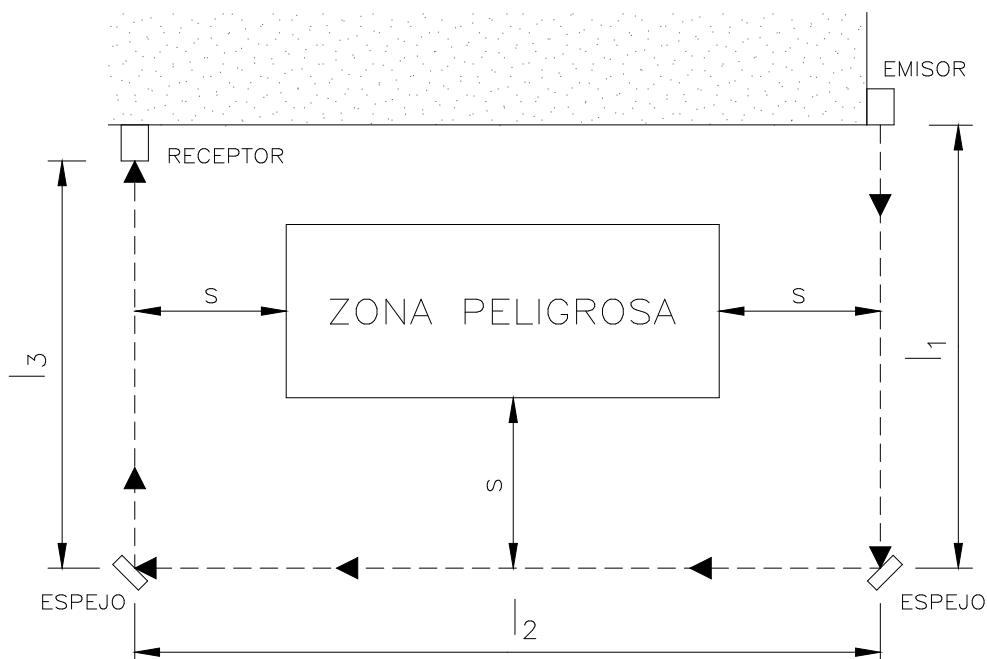 EMISOR
RECEPTOR
S
S
ZONA PELIGROSA
l3
l1
S
ESPEJO
ESPEJO
l2